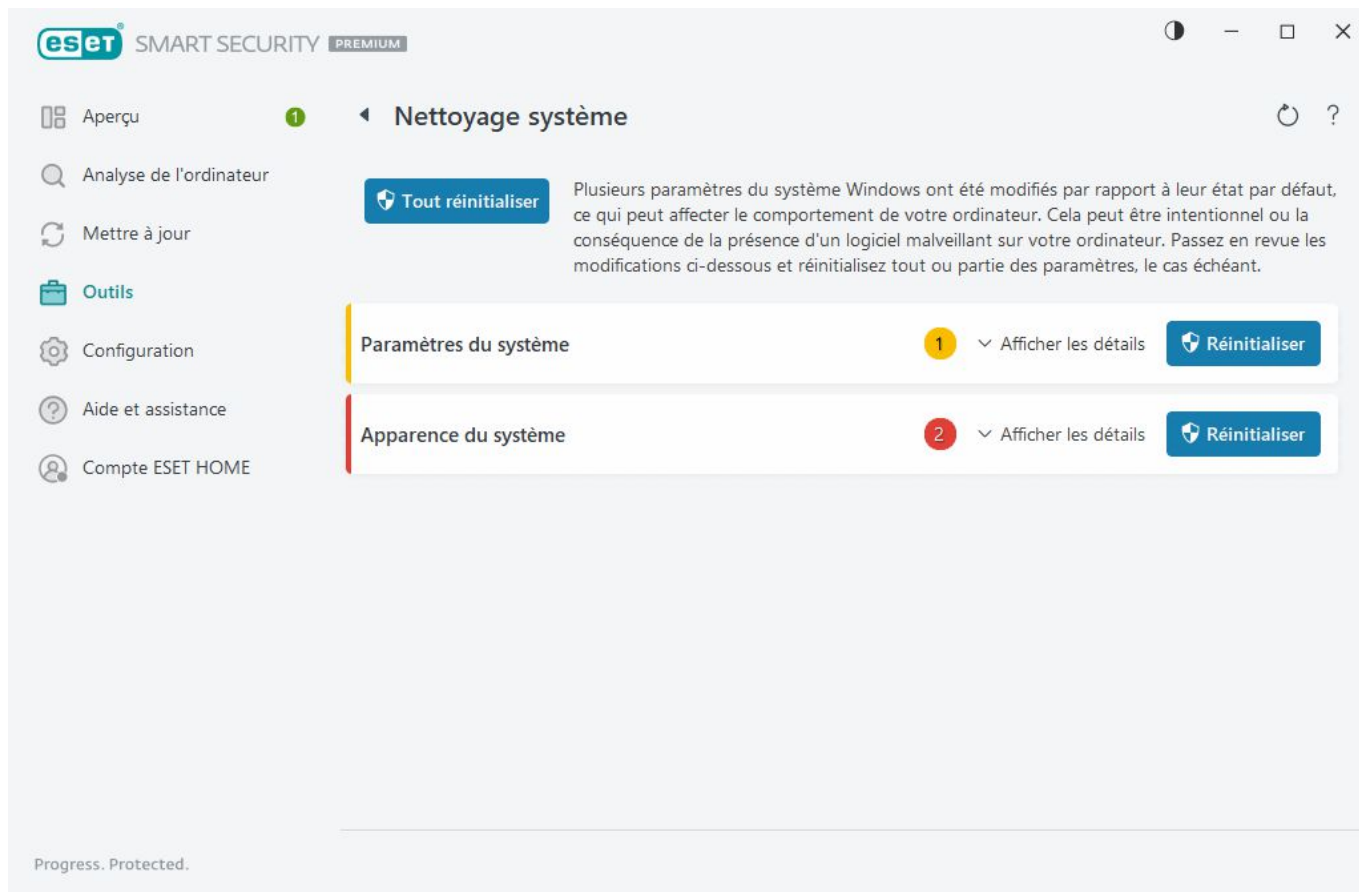 eset® SMART SECURITY PREMIUM
Aperçu 1
Analyse de l'ordinateur
Mettre à jour
Outils
Configuration
Aide et assistance
Compte ESET HOME
Nettoyage système ?
Tout réinitialiser
Plusieurs paramètres du système Windows ont été modifiés par rapport à leur état par défaut,
ce qui peut affecter le comportement de votre ordinateur. Cela peut être intentionnel ou la
conséquence de la présence d'un logiciel malveillant sur votre ordinateur. Passez en revue les
modifications ci-dessous et réinitialisez tout ou partie des paramètres, le cas échéant.
Paramètres du système 1 Afficher les détails Réinitialiser
Apparence du système 2 Afficher les détails Réinitialiser
Progress. Protected.